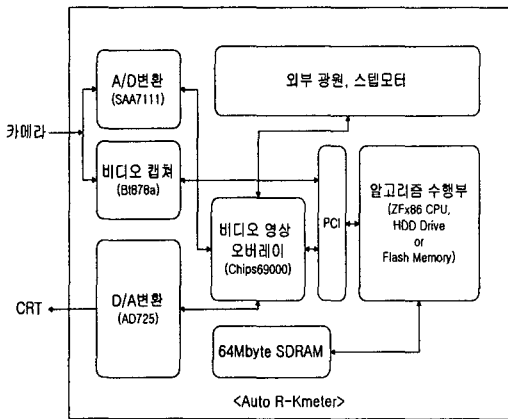 A/D변환
(SAA7111)
외부 광원, 스텝모터
카메라
비디오 캡쳐
(Bt878a)
비디오 영상
오버레이
(Chips69000)
PCI
알고리즘 수행부
(ZFx86 CPU,
HDD Drive
or
Flash Memory)
CRT
D/A변환
(AD725)
64Mbyte SDRAM
<Auto R-Kmeter>